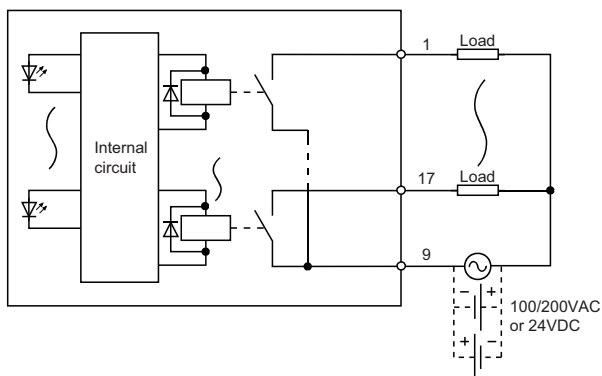 1
Load
Internal
circuit
17
Load
9
− +
+ −
100/200VAC
or 24VDC